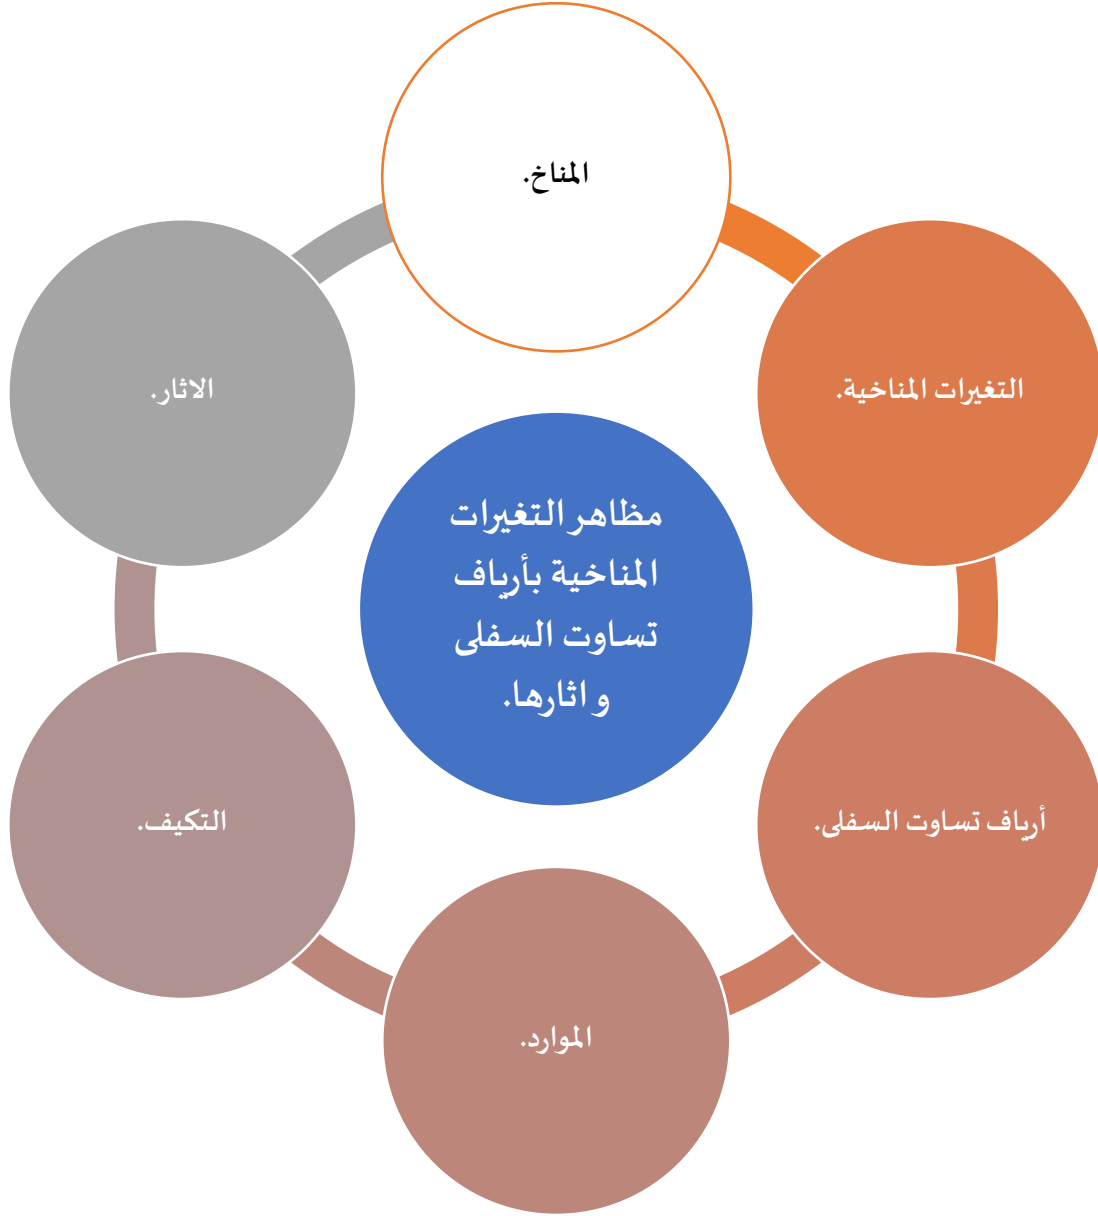 المناخ.
التغيرات المناخية.
أرياف تساوت السفلى.
الموارد.
التكيف.
الاثار.
مظاهر التغيرات
المناخية بأرياف
تساوت السفلى
و اثارها.